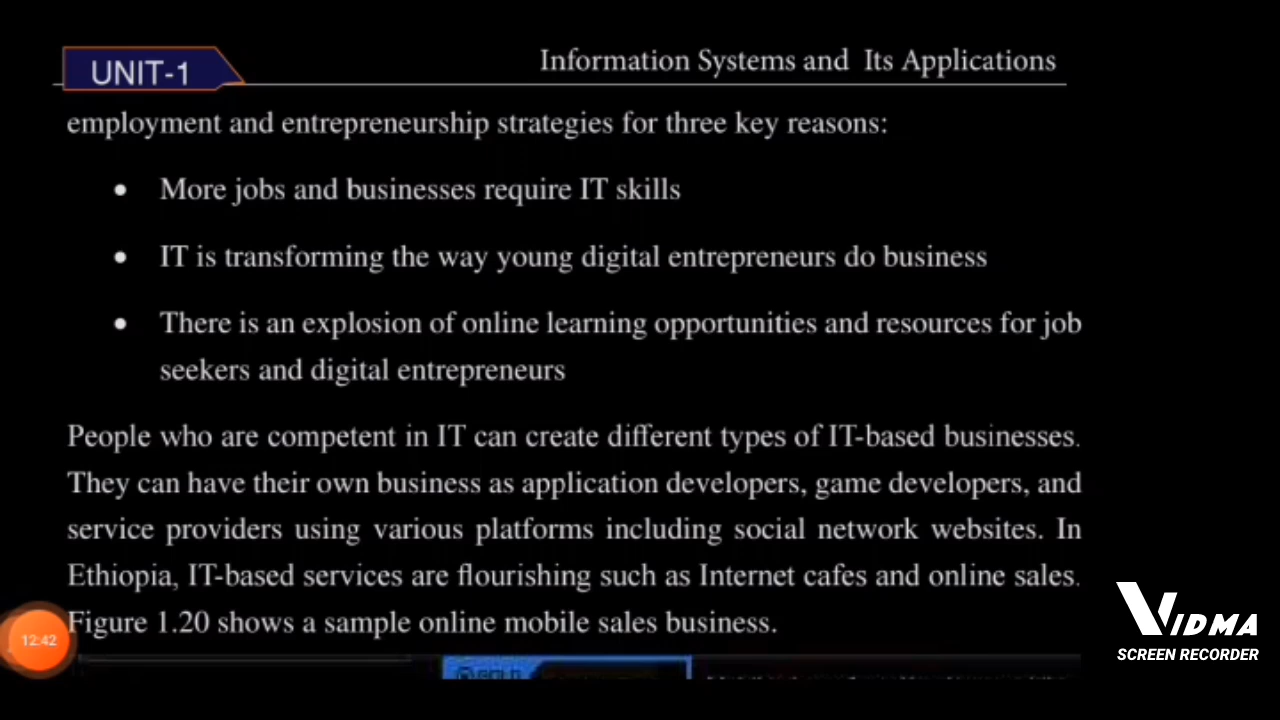 UNIT-1
Information Systems and Its Applications
employment and entrepreneurship strategies for three key reasons:
• More jobs and businesses require IT skills
• IT is transforming the way young digital entrepreneurs do business
• There is an explosion of online learning opportunities and resources for job
seekers and digital entrepreneurs
People who are competent in IT can create different types of IT-based businesses.
They can have their own business as application developers, game developers, and
service providers using various platforms including social network websites. In
Ethiopia, IT-based services are flourishing such as Internet cafes and online sales.
Figure 1.20 shows a sample online mobile sales business.
12:42
VIDMA
SCREEN RECORDER